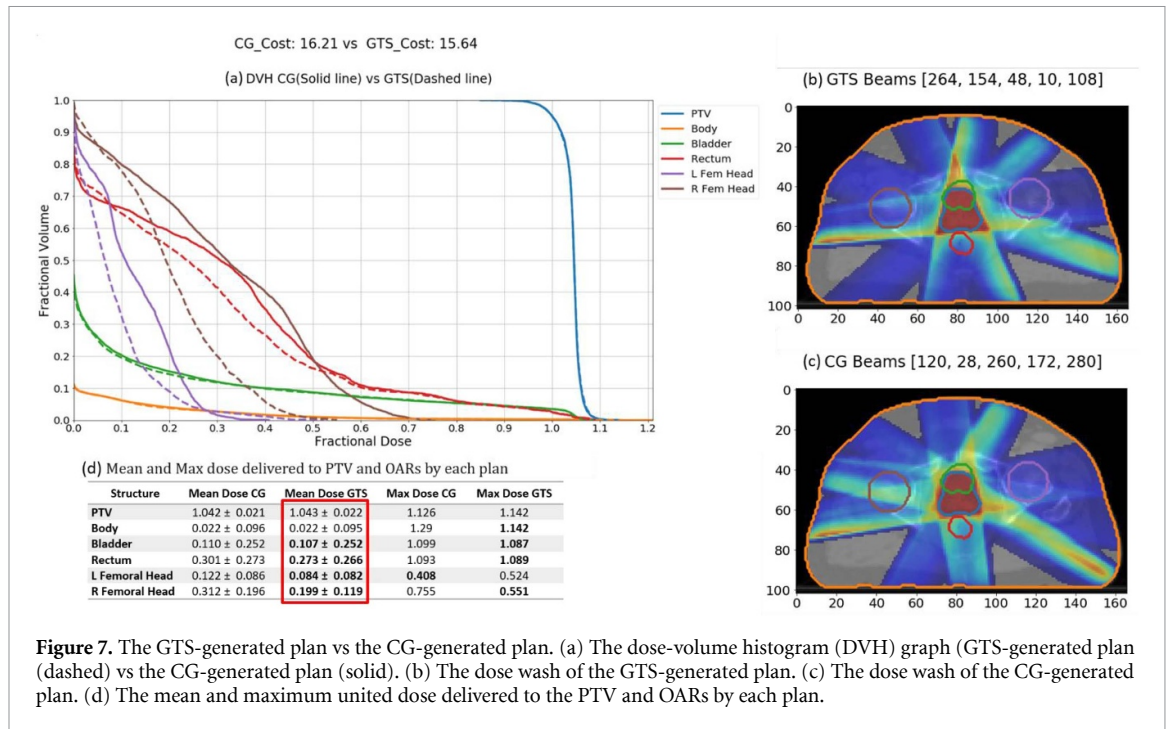 CG_Cost: 16.21 vs GTS_Cost: 15.64
(a) DVH CG(Solid line) vs GTS(Dashed line)
1.0
0.9
0.8
0.7
0.6
0.5
0.4
0.3
0.2
0.1
0.0
Fractional Volume
0.0 0.1 0.2 0.3 0.4 0.5 0.6 0.7 0.8 0.9 1.0 1.1 1.2
Fractional Dose
PTV
Body
Bladder
Rectum
L Fem Head
R Fem Head
(b) GTS Beams [264, 154, 48, 10, 108]
0
20
40
60
80
100
0 20 40 60 80 100 120 140 160
(c) CG Beams [120, 28, 260, 172, 280]
0
20
40
60
80
100
0 20 40 60 80 100 120 140 160
(d) Mean and Max dose delivered to PTV and OARs by each plan
Structure Mean Dose CG Mean Dose GTS Max Dose CG Max Dose GTS
PTV 1.042 ± 0.021 1.043 ± 0.022 1.126 1.142
Body 0.022 ± 0.096 0.022 ± 0.095 1.29 1.142
Bladder 0.110 ± 0.252 0.107 ± 0.252 1.099 1.087
Rectum 0.301 ± 0.273 0.273 ± 0.266 1.093 1.089
L Femoral Head 0.122 ± 0.086 0.084 ± 0.082 0.408 0.524
R Femoral Head 0.312 ± 0.196 0.199 ± 0.119 0.755 0.551
Figure 7. The GTS-generated plan vs the CG-generated plan. (a) The dose-volume histogram (DVH) graph (GTS-generated plan
(dashed) vs the CG-generated plan (solid). (b) The dose wash of the GTS-generated plan. (c) The dose wash of the CG-generated
plan. (d) The mean and maximum united dose delivered to the PTV and OARs by each plan.